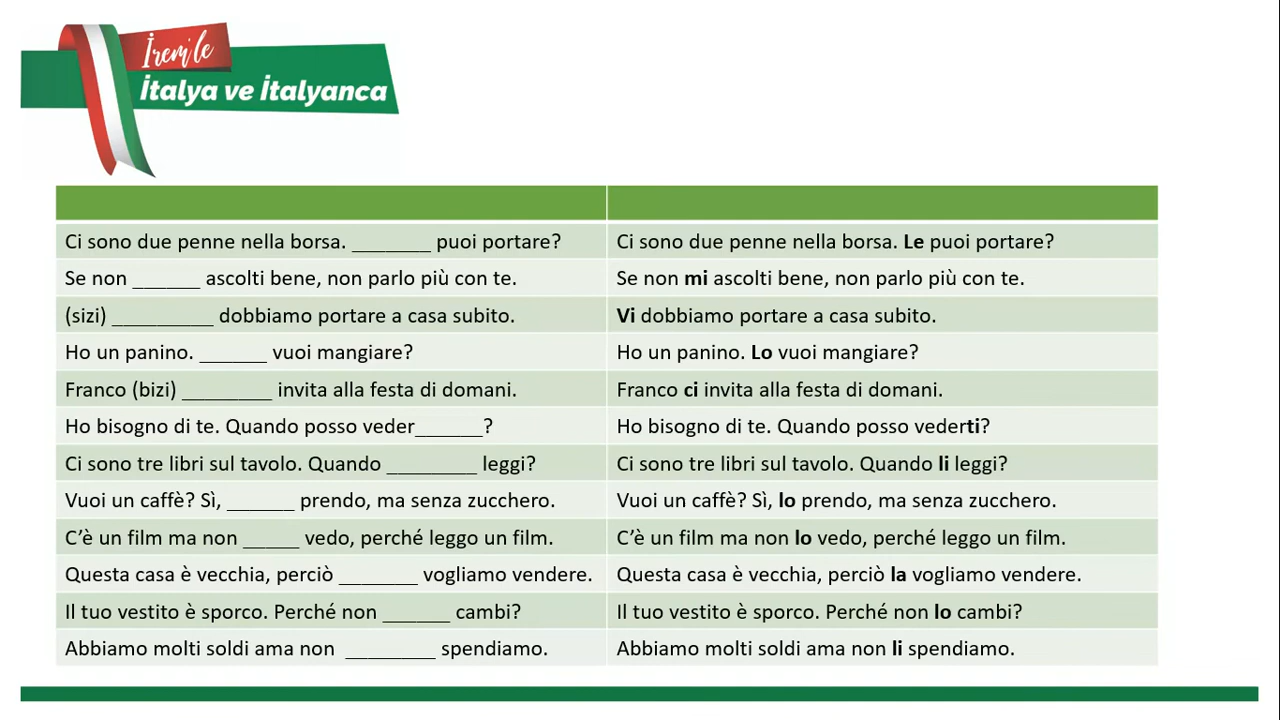 İrem'le
İtalya ve İtalyanca
Ci sono due penne nella borsa. _______ puoi portare?
Ci sono due penne nella borsa. Le puoi portare?
Se non ______ ascolti bene, non parlo più con te.
Se non mi ascolti bene, non parlo più con te.
(sizi) _________ dobbiamo portare a casa subito.
Vi dobbiamo portare a casa subito.
Ho un panino. ______ vuoi mangiare?
Ho un panino. Lo vuoi mangiare?
Franco (bizi) ________ invita alla festa di domani.
Franco ci invita alla festa di domani.
Ho bisogno di te. Quando posso veder______?
Ho bisogno di te. Quando posso vederti?
Ci sono tre libri sul tavolo. Quando ________ leggi?
Ci sono tre libri sul tavolo. Quando li leggi?
Vuoi un caffè? Sì, ______ prendo, ma senza zucchero.
Vuoi un caffè? Sì, lo prendo, ma senza zucchero.
C'è un film ma non _____ vedo, perché leggo un film.
C'è un film ma non lo vedo, perché leggo un film.
Questa casa è vecchia, perciò _______ vogliamo vendere.
Questa casa è vecchia, perciò la vogliamo vendere.
Il tuo vestito è sporco. Perché non ______ cambi?
Il tuo vestito è sporco. Perché non lo cambi?
Abbiamo molti soldi ama non ________ spendiamo.
Abbiamo molti soldi ama non li spendiamo.